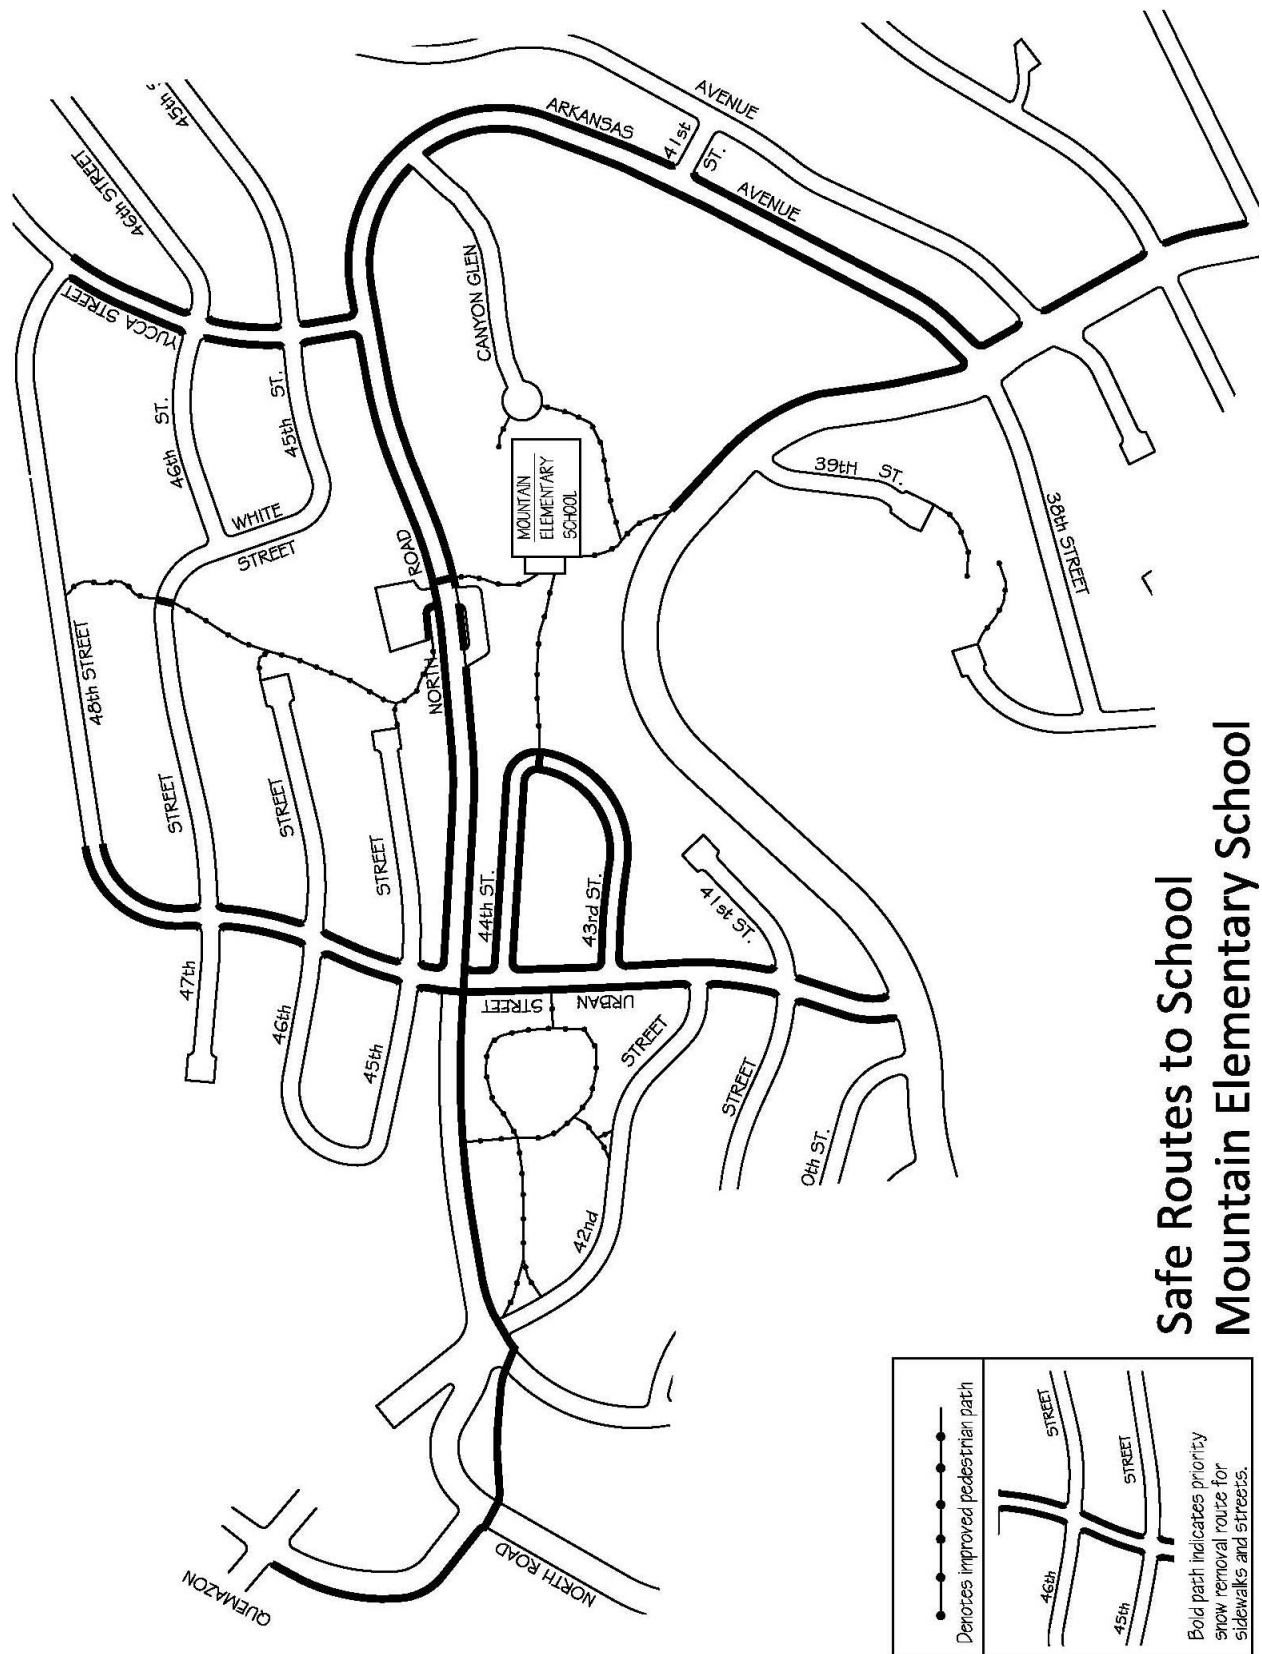 46th STREET
45th S
YUCCA STREET
46th ST.
45th ST.
WHITE
STREET
48th STREET
ARKANSAS
AVENUE
41st
ST.
AVENUE
CANYON GLEN
MOUNTAIN
ELEMENTARY
SCHOOL
NORTH ROAD
39tH ST.
38th STREET
47th STREET
46th STREET
45th STREET
44th ST.
43rd ST.
41st ST.
URBAN
STREET
42nd STREET
STREET
0th ST.
QUEMAZON
NORTH ROAD
Safe Routes to School
Mountain Elementary School
Denotes improved pedestrian path
46th STREET
45th STREET
Bold path indicates priority
snow removal route for
sidewalks and streets.